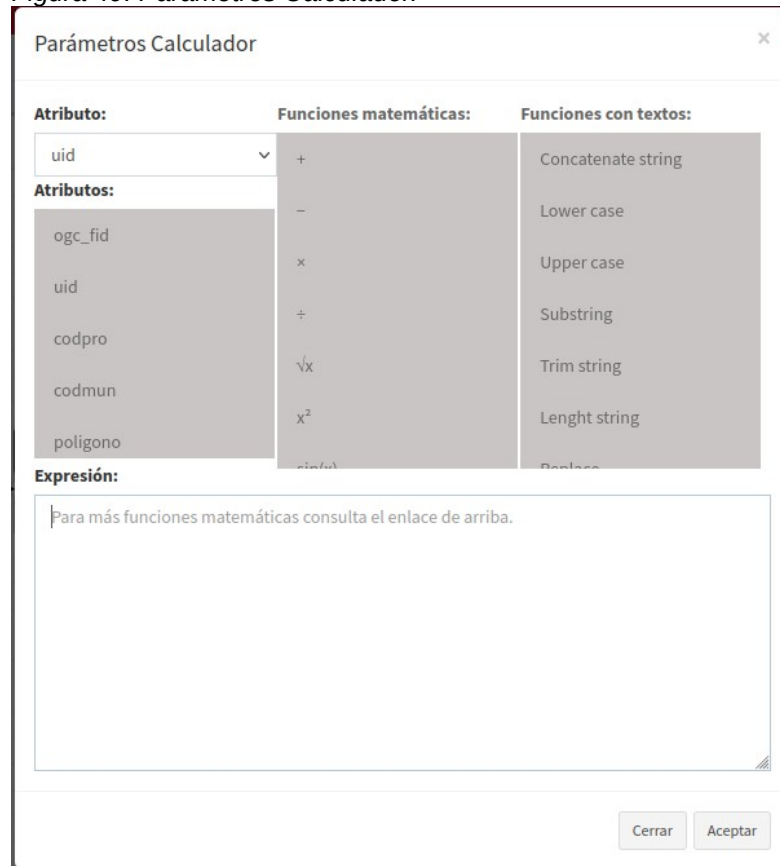 Parámetros Calculador
×
Atributo:
uid
Atributos:
ogc_fid
uid
codpro
codmun
poligono
Funciones matemáticas:
+
−
×
÷
√x
x²
sin(x)
Funciones con textos:
Concatenate string
Lower case
Upper case
Substring
Trim string
Lenght string
Replace
Expresión:
Para más funciones matemáticas consulta el enlace de arriba.
Cerrar
Aceptar